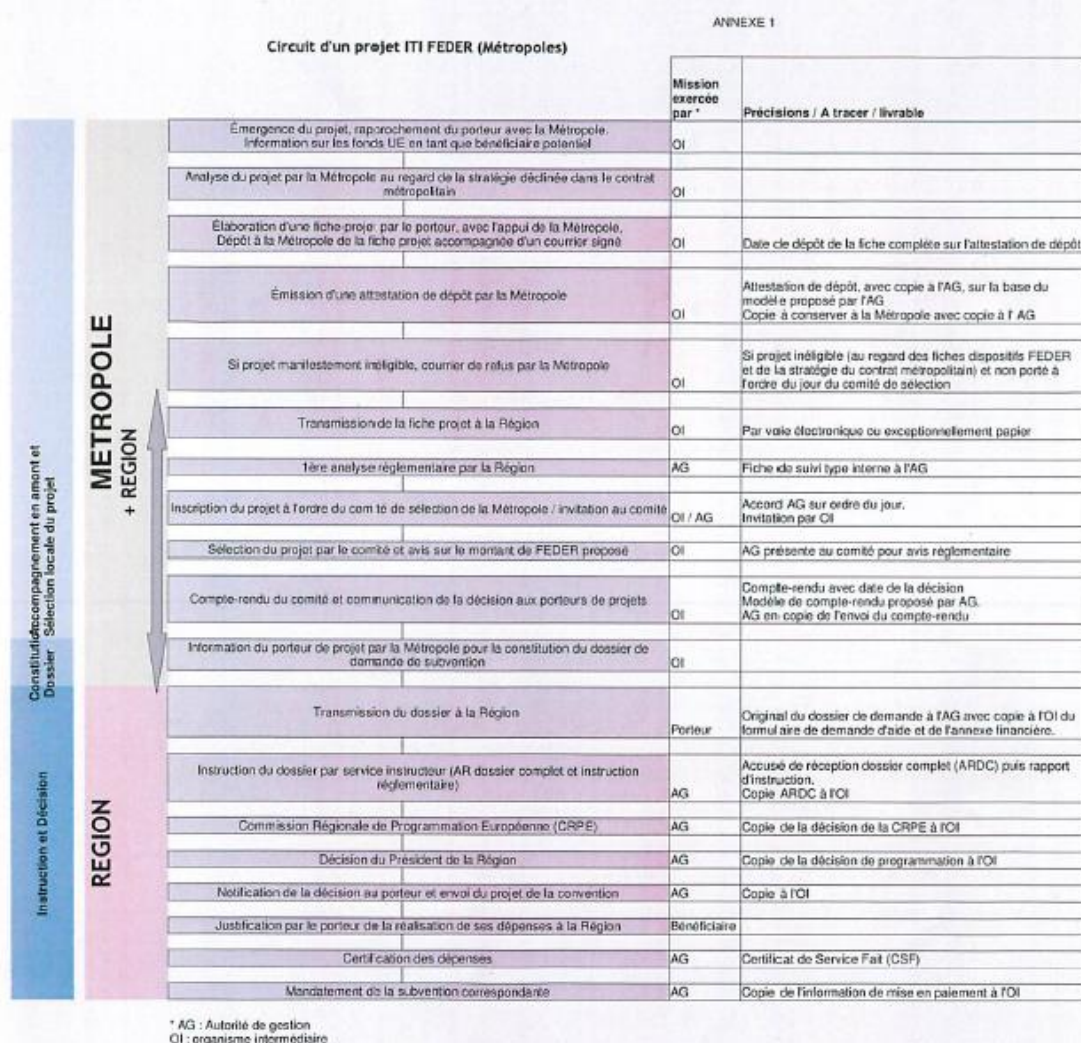 ANNEXE 1
Circuit d'un projet ITI FEDER (Métropoles)
Mission
exercée
par *
Précisions / A tracer / livrable
Émergence du projet, raporochement du porteur avec la Métropole.
Information sur les fonds UE en tant que bénéficiaire potentiel
OI
Analyse du projet par la Métropole au regard de la stratégie déclinée dans le contrat
métropolitain
OI
Élaboration d'une fiche-projet par le porteur, avec l'appui de la Métropole.
Dépôt à la Métropole de la fiche projet accompagnée d'un courrier signé
OI
Date de dépôt de la fiche complète sur l'attestation de dépôt
Émission d'une attestation de dépôt par la Métropole
OI
Attestation de dépôt, avec copie à l'AG, sur la base du
modèle proposé par l'AG
Copie à conserver à la Métropole avec copie à l' AG
Si projet manifestement inéligible, courrier de refus par la Métropole
OI
Si projet inéligible (au regard des fiches dispositifs FEDER
et de la stratégie du contrat métropolitain) et non porté à
l'ordre du jour du comité de sélection
Transmission de la fiche projet à la Région
OI
Par voie électronique ou exceptionnellement papier
1ère analyse règlementaire par la Région
AG
Fiche de suivi type interne à l'AG
Inscription du projet à l'ordre du comité de sélection de la Métropole / invitation au comité
OI / AG
Accord AG sur ordre du jour.
Invitation par OI
Sélection du projet par le comité et avis sur le montant de FEDER proposé
OI
AG présente au comité pour avis règlementaire
Compte-rendu du comité et communication de la décision aux porteurs de projets
OI
Compte-rendu avec date de la décision
Modèle de compte-rendu proposé par AG.
AG en copie de l'envoi du compte-rendu
Information du porteur de projet par la Métropole pour la constitution du dossier de
demande de subvention
OI
Transmission du dossier à la Région
Porteur
Original du dossier de demande à l'AG avec copie à l'OI du
formulaire de demande d'aide et de l'annexe financière.
Instruction du dossier par service instructeur (AR dossier complet et instruction
règlementaire)
AG
Accusé de réception dossier complet (ARDC) puis rapport
d'instruction.
Copie ARDC à l'OI
Commission Régionale de Programmation Européenne (CRPE)
AG
Copie de la décision de la CRPE à l'OI
Décision du Président de la Région
AG
Copie de la décision de programmation à l'OI
Notification de la décision au porteur et envoi du projet de la convention
AG
Copie à l'OI
Justification par le porteur de la réalisation de ses dépenses à la Région
Bénéficiaire
Certification des dépenses
AG
Certificat de Service Fait (CSF)
Mandatement de la subvention correspondante
AG
Copie de l'information de mise en paiement à l'OI
METROPOLE
+ REGION
REGION
Accompagnement en amont et
Sélection locale du projet
Constitution
Dossier
Instruction et Décision
* AG : Autorité de gestion
OI : organisme intermédiaire